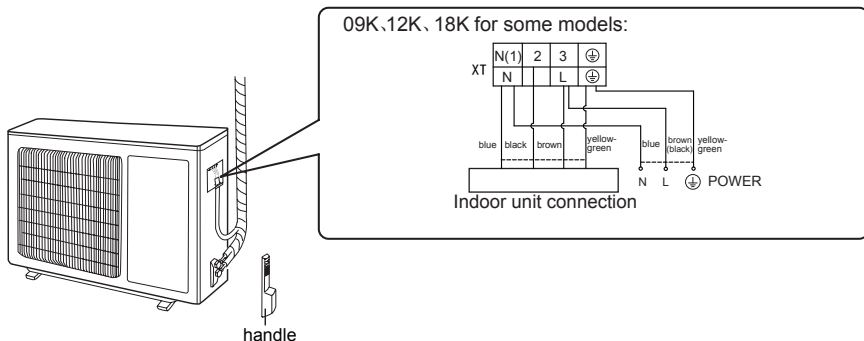 09K、12K、18K for some models:
N(1) 2 3
XT N L
blue black brown yellow-green blue brown (black) yellow-green
N L POWER
Indoor unit connection
handle